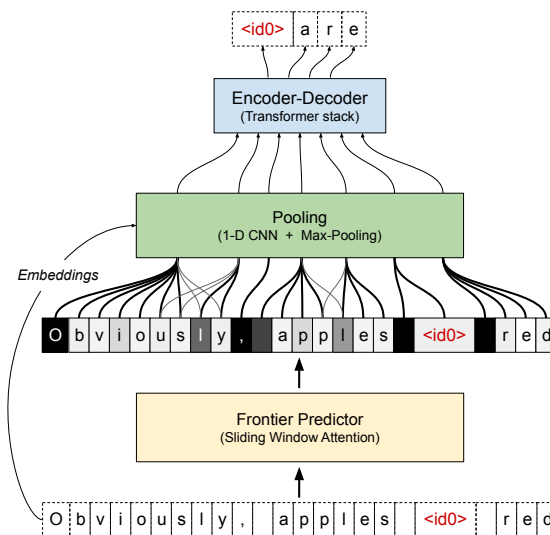 <id0> a r e
Encoder-Decoder
(Transformer stack)
Pooling
(1-D CNN + Max-Pooling)
Embeddings
O b v i o u s l y , a p p l e s <id0> r e d
Frontier Predictor
(Sliding Window Attention)
O b v i o u s l y , a p p l e s <id0> r e d